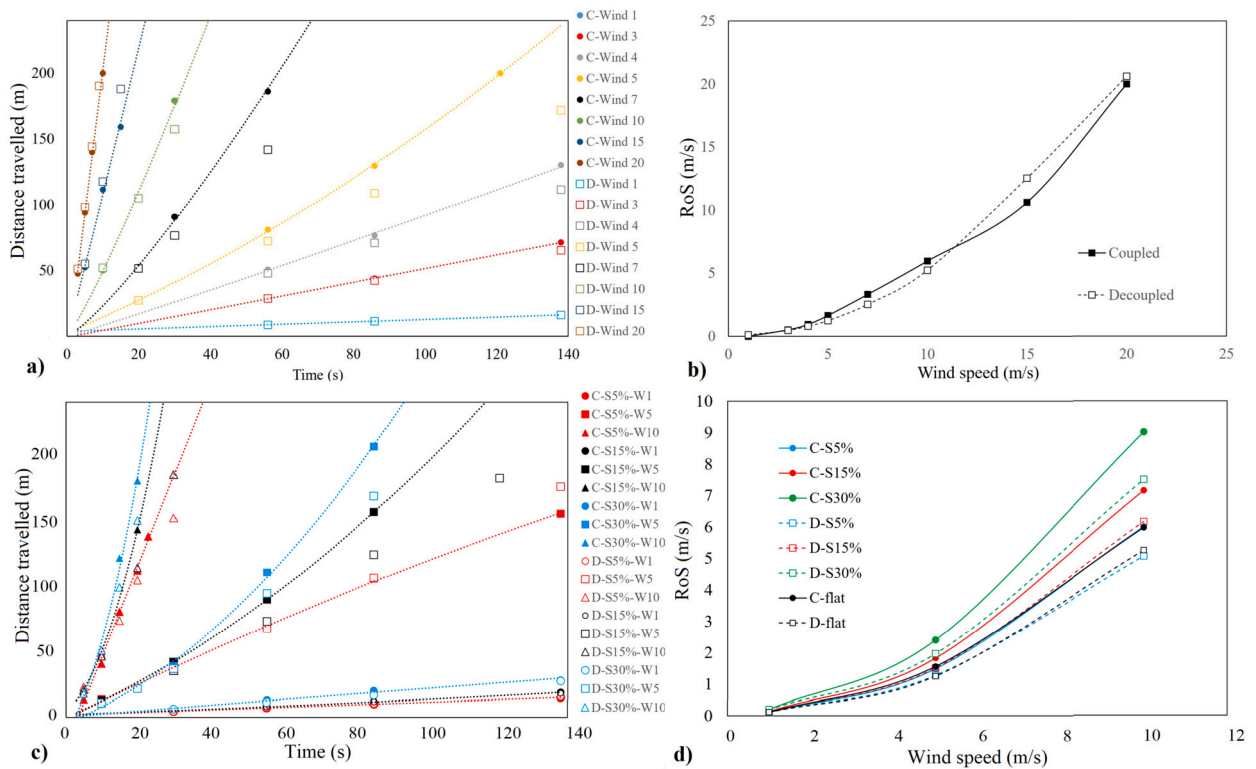 Distance travelled (m)
200
150
100
50
0
0 20 40 60 80 100 120 140
Time (s)
a)
C-Wind 1
C-Wind 3
C-Wind 4
C-Wind 5
C-Wind 7
C-Wind 10
C-Wind 15
C-Wind 20
D-Wind 1
D-Wind 3
D-Wind 4
D-Wind 5
D-Wind 7
D-Wind 10
D-Wind 15
D-Wind 20
RoS (m/s)
25
20
15
10
5
0
0 5 10 15 20 25
Wind speed (m/s)
b)
Coupled
Decoupled
Distance travelled (m)
200
150
100
50
0
0 20 40 60 80 100 120 140
Time (s)
c)
C-S5%-W1
C-S5%-W5
C-S5%-W10
C-S15%-W1
C-S15%-W5
C-S15%-W10
C-S30%-W1
C-S30%-W5
C-S30%-W10
D-S5%-W1
D-S5%-W5
D-S5%-W10
D-S15%-W1
D-S15%-W5
D-S15%-W10
D-S30%-W1
D-S30%-W5
D-S30%-W10
RoS (m/s)
10
9
8
7
6
5
4
3
2
1
0
0 2 4 6 8 10 12
Wind speed (m/s)
d)
C-S5%
C-S15%
C-S30%
D-S5%
D-S15%
D-S30%
C-flat
D-flat